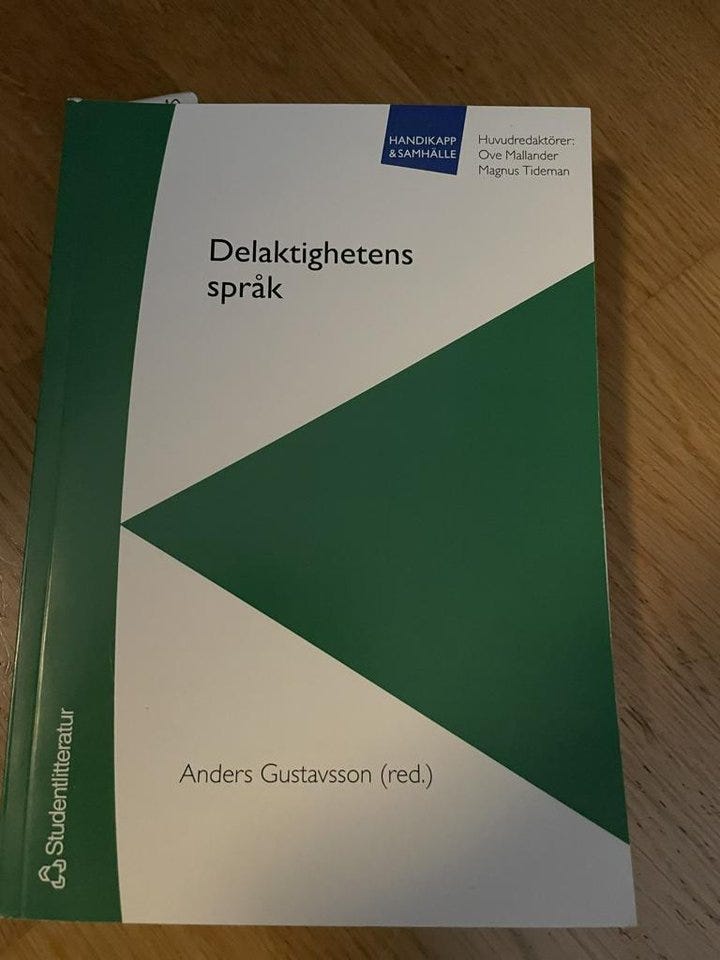 HANDIKAPP
& SAMHÄLLE
Huvudredaktörer:
Ove Mallander
Magnus Tideman
Delaktighetens
språk
Anders Gustavsson (red.)
Studentlitteratur